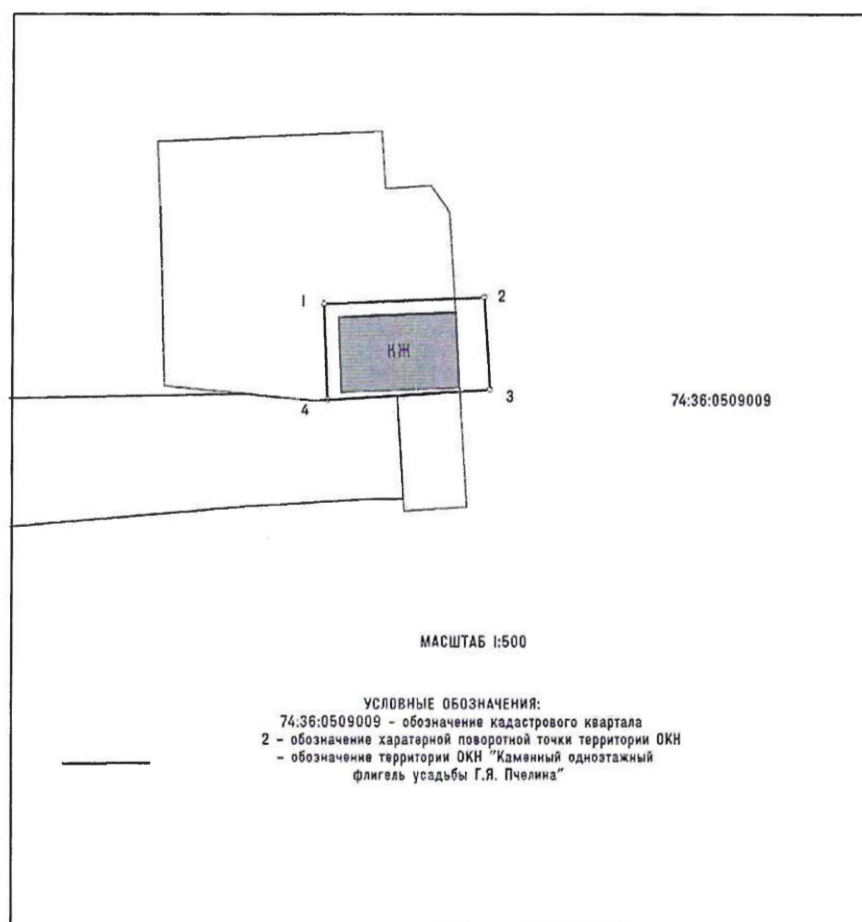 1
2
КЖ
3
4
74:36:0509009
МАСШТАБ 1:500
УСЛОВНЫЕ ОБОЗНАЧЕНИЯ:
74:36:0509009 - обозначение кадастрового квартала
2 - обозначение харатерной поворотной точки территории ОКН
- обозначение территории ОКН "Каменный одноэтажный
флигель усадьбы Г.Я. Пчелина"